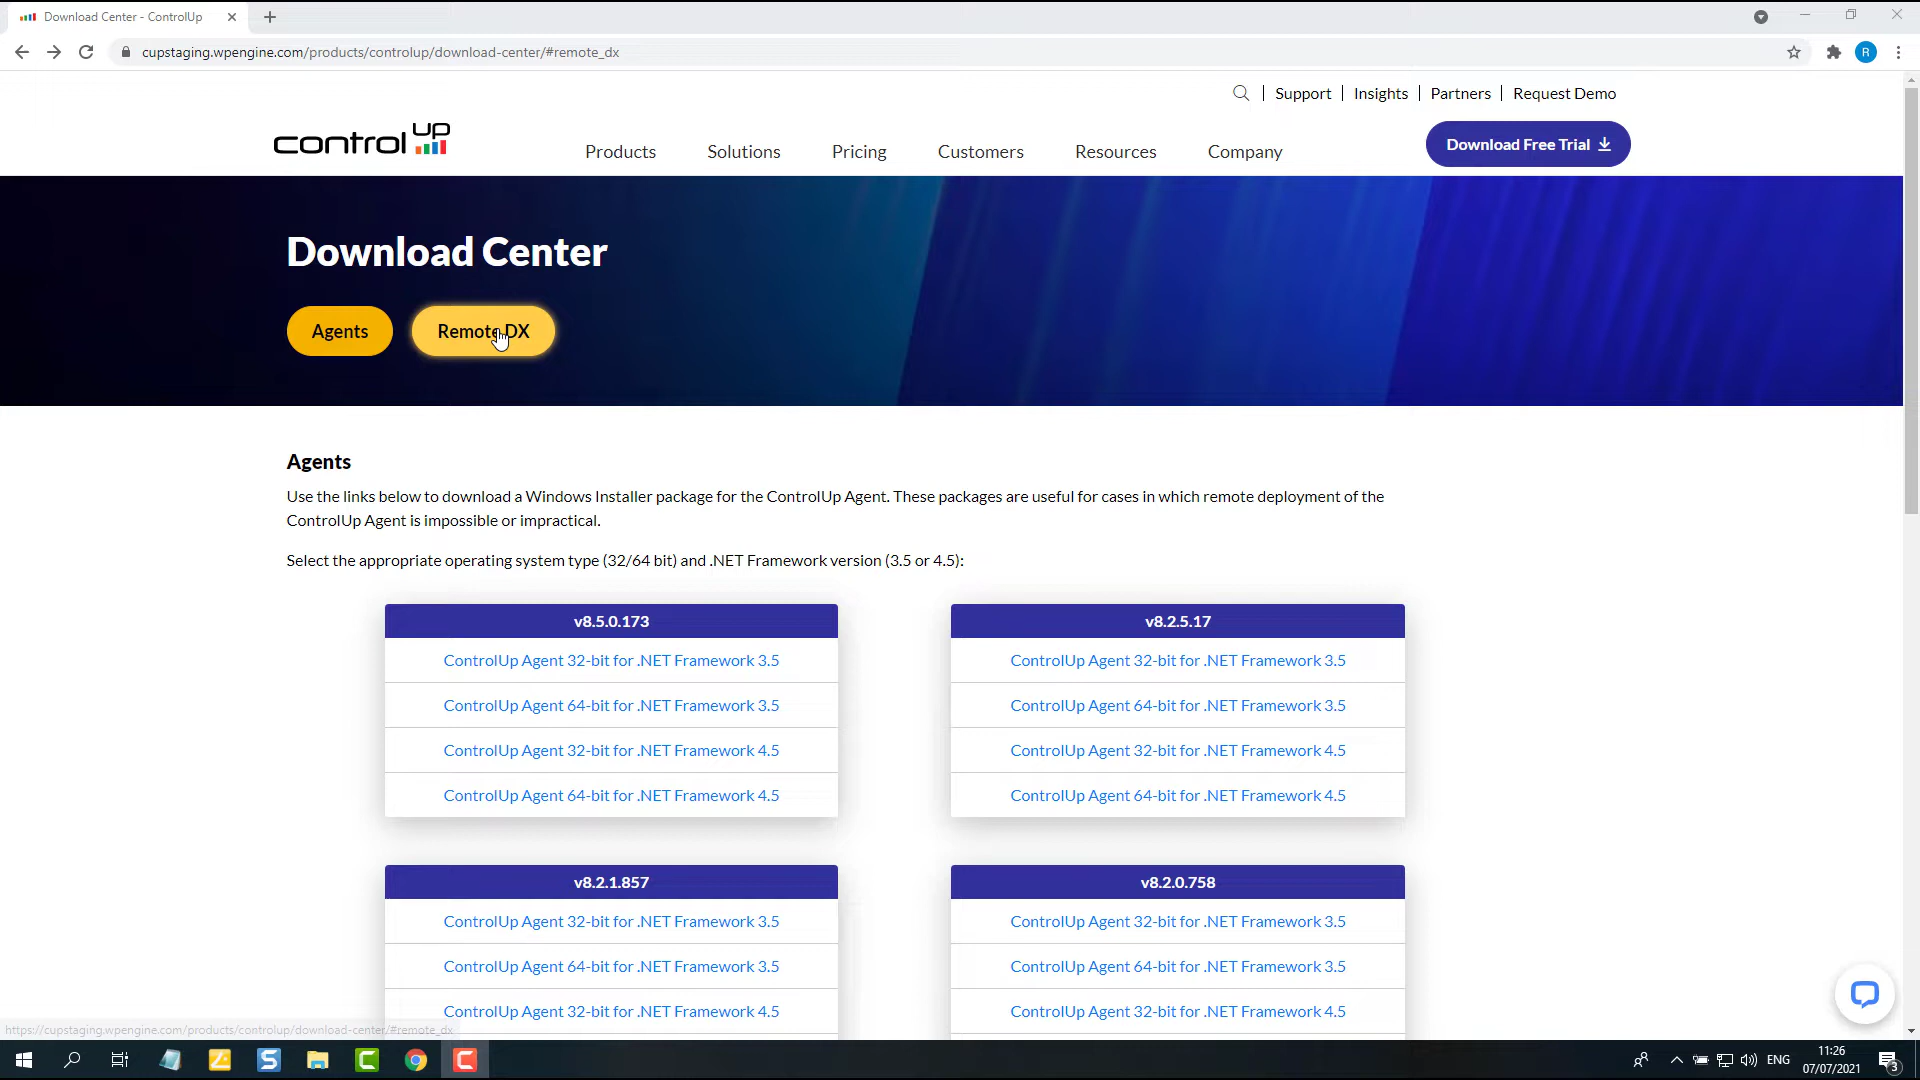 Download Center - ControlUp
cupstaging.wpengine.com/products/controlup/download-center/#remote_dx
R
Support
Insights
Partners
Request Demo
control UP
Products
Solutions
Pricing
Customers
Resources
Company
Download Free Trial
Download Center
Agents
Remote DX
Agents
Use the links below to download a Windows Installer package for the ControlUp Agent. These packages are useful for cases in which remote deployment of the
ControlUp Agent is impossible or impractical.
Select the appropriate operating system type (32/64 bit) and .NET Framework version (3.5 or 4.5):
v8.5.0.173
ControlUp Agent 32-bit for .NET Framework 3.5
ControlUp Agent 64-bit for .NET Framework 3.5
ControlUp Agent 32-bit for .NET Framework 4.5
ControlUp Agent 64-bit for .NET Framework 4.5
v8.2.5.17
ControlUp Agent 32-bit for .NET Framework 3.5
ControlUp Agent 64-bit for .NET Framework 3.5
ControlUp Agent 32-bit for .NET Framework 4.5
ControlUp Agent 64-bit for .NET Framework 4.5
v8.2.1.857
ControlUp Agent 32-bit for .NET Framework 3.5
ControlUp Agent 64-bit for .NET Framework 3.5
ControlUp Agent 32-bit for .NET Framework 4.5
v8.2.0.758
ControlUp Agent 32-bit for .NET Framework 3.5
ControlUp Agent 64-bit for .NET Framework 3.5
ControlUp Agent 32-bit for .NET Framework 4.5
https://cupstaging.wpengine.com/products/controlup/download-center/#remote_dx
ENG
11:26
07/07/2021
3